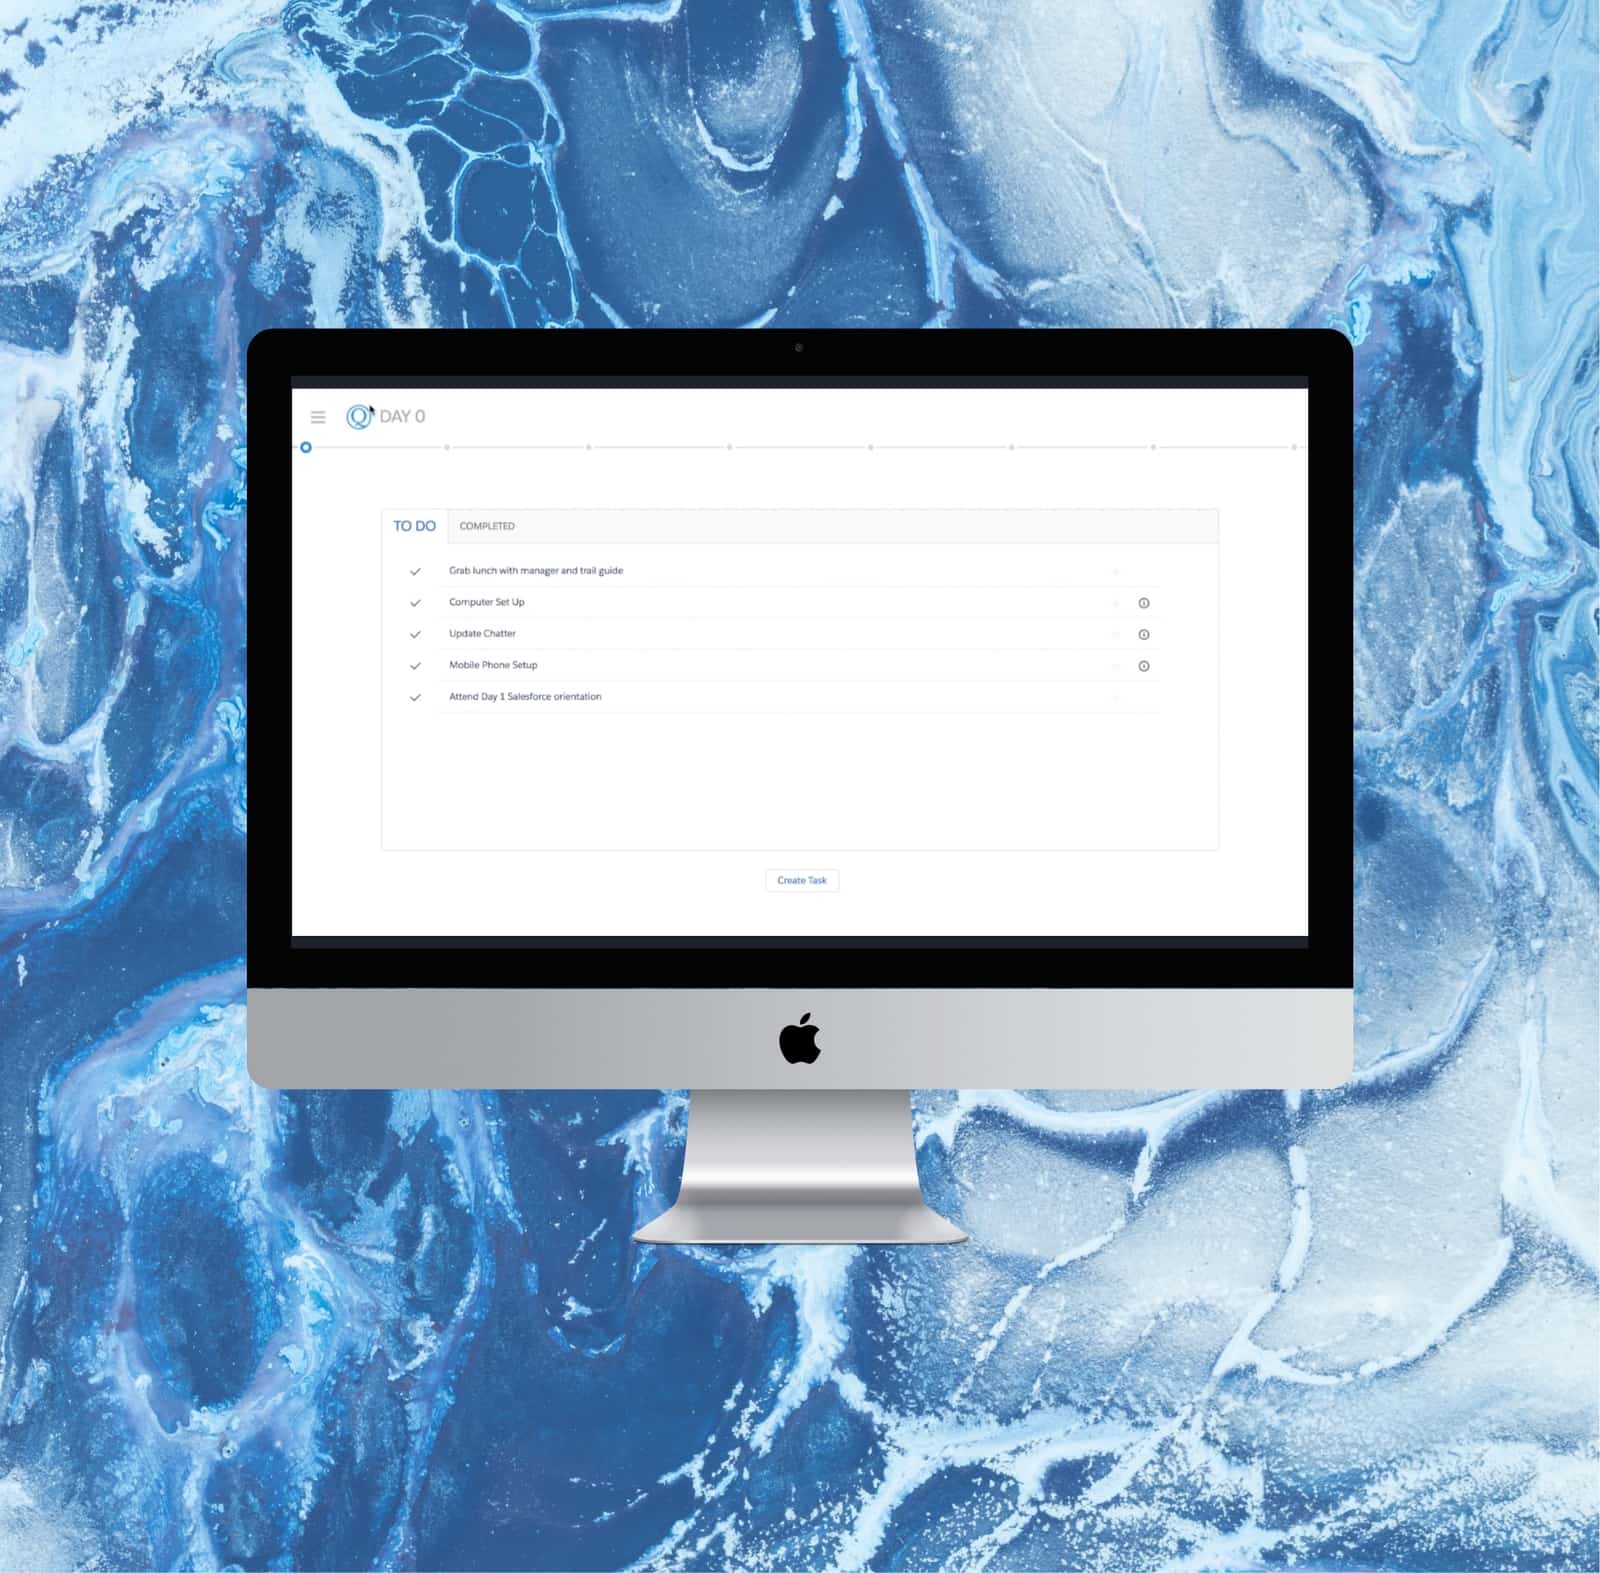 DAY 0
TO DO
COMPLETED
Grab lunch with manager and trail guide
Computer Set Up
Update Chatter
Mobile Phone Setup
Attend Day 1 Salesforce orientation
Create Task